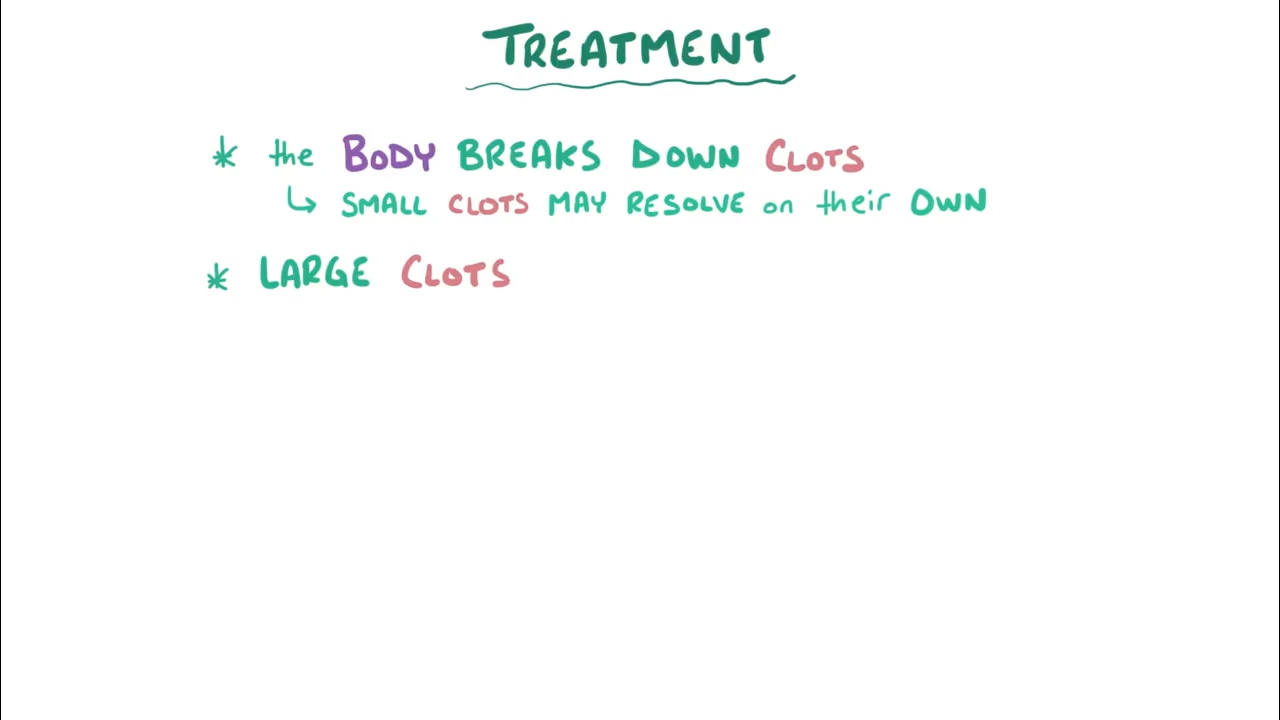 TREATMENT
* the BODY BREAKS DOWN CLOTS
↳ SMALL CLOTS MAY RESOLVE on their OWN
* LARGE CLOTS